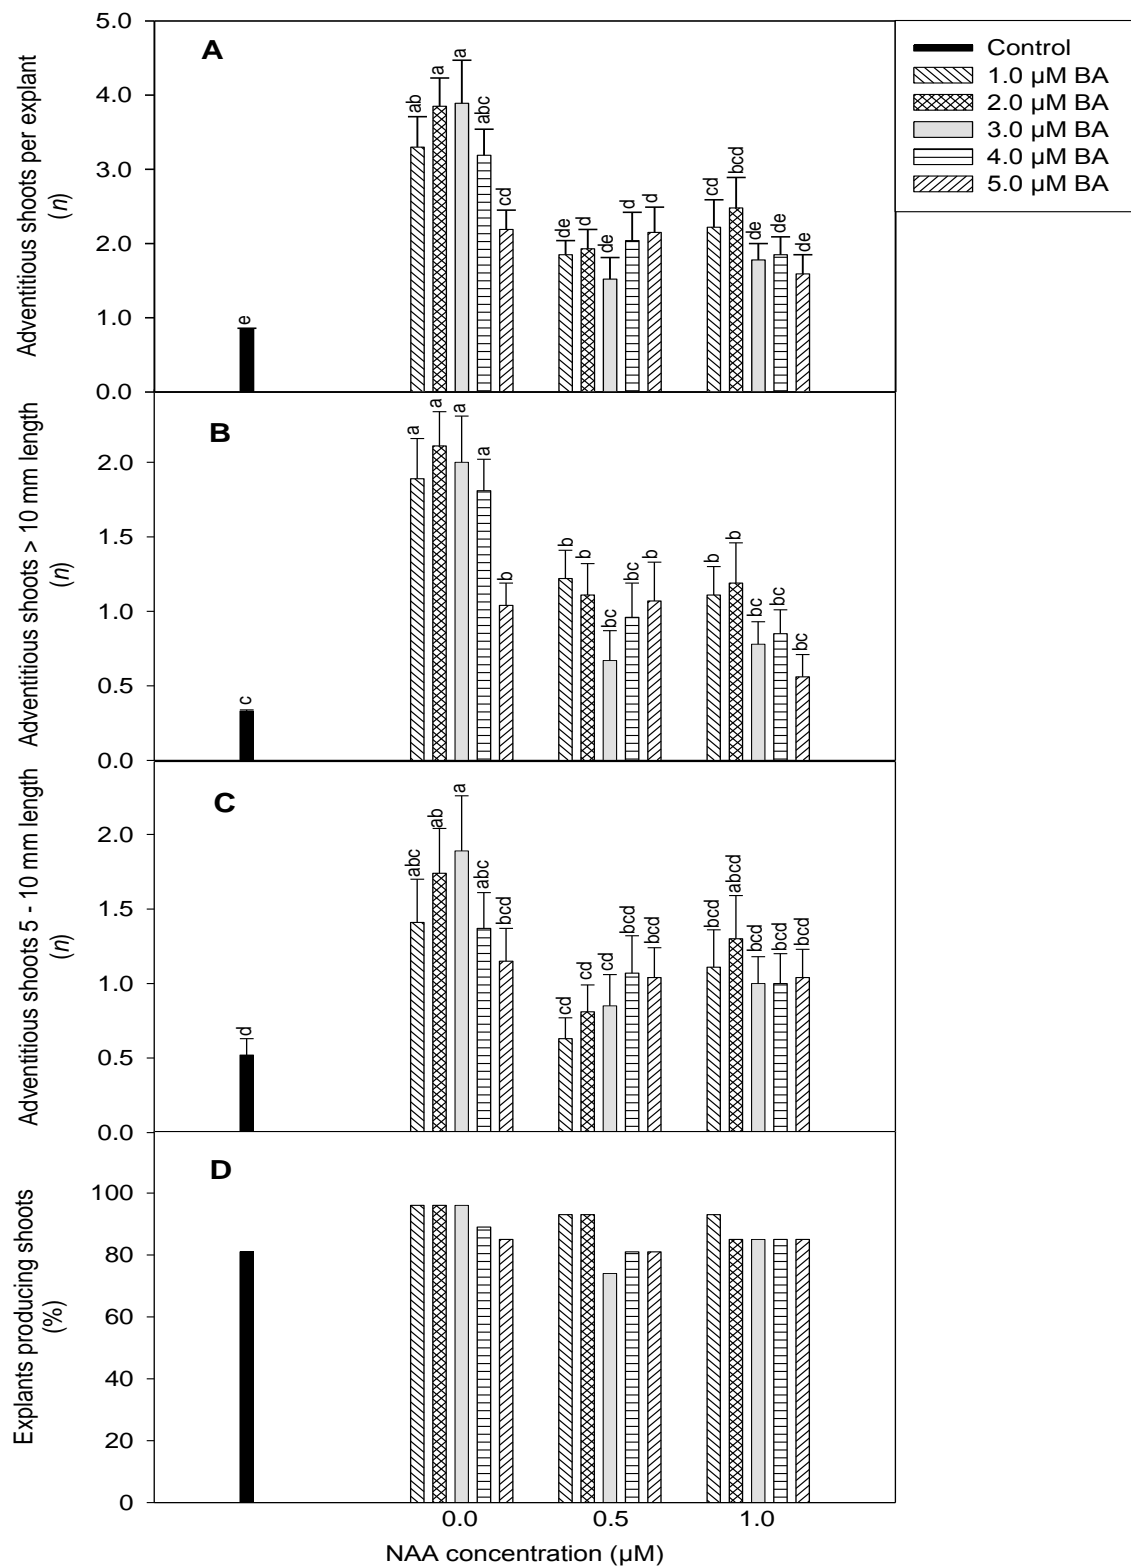 5.0
4.0
3.0
2.0
1.0
0.0
Adventitious shoots per explant
(n)
A
e
ab
a
a
abc
cd
de
d
de
d
d
cd
bcd
de
de
de
Control
1.0 µM BA
2.0 µM BA
3.0 µM BA
4.0 µM BA
5.0 µM BA
2.0
1.5
1.0
0.5
0.0
Adventitious shoots > 10 mm length
(n)
B
c
a
a
a
a
b
b
b
bc
bc
b
b
b
bc
bc
bc
2.0
1.5
1.0
0.5
0.0
Adventitious shoots 5 - 10 mm length
(n)
C
d
abc
ab
a
abc
bcd
cd
cd
cd
bcd
bcd
bcd
abcd
bcd
bcd
bcd
100
80
60
40
20
0
Explants producing shoots
(%)
D
0.0 0.5 1.0
NAA concentration (µM)